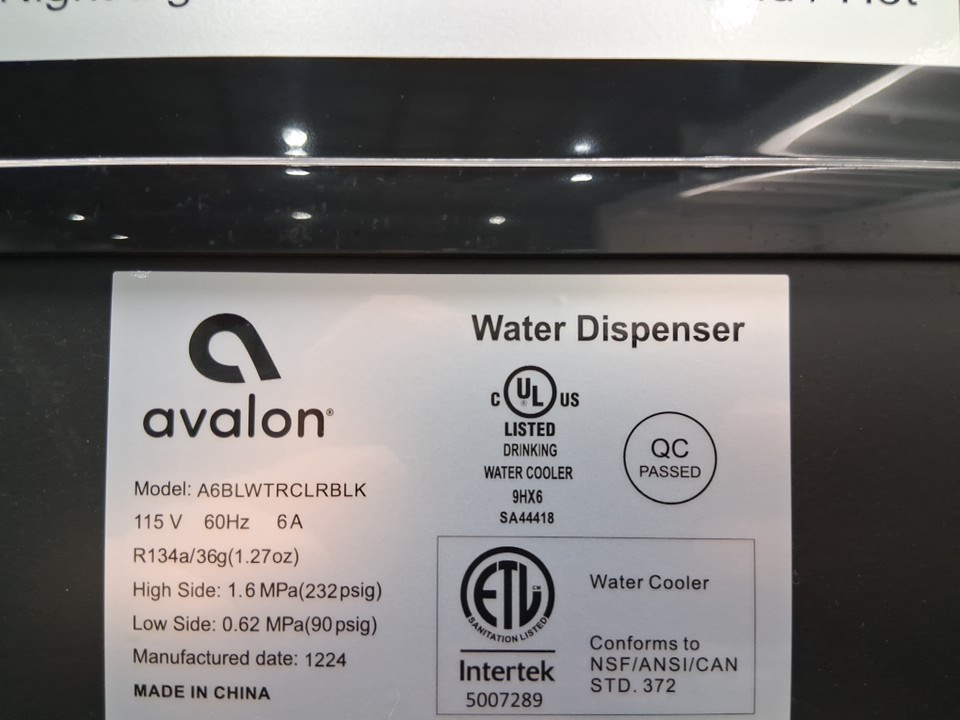 avalon®
Model: A6BLWTRCLRBLK
115 V 60Hz 6A
R134a/36g(1.27oz)
High Side: 1.6 MPa(232psig)
Low Side: 0.62 MPa(90psig)
Manufactured date: 1224
MADE IN CHINA
Water Dispenser
C UL® US
LISTED
DRINKING
WATER COOLER
9HX6
SA44418
QC
PASSED
ETL CM
SANITATION LISTED
Intertek
5007289
Water Cooler
Conforms to
NSF/ANSI/CAN
STD. 372